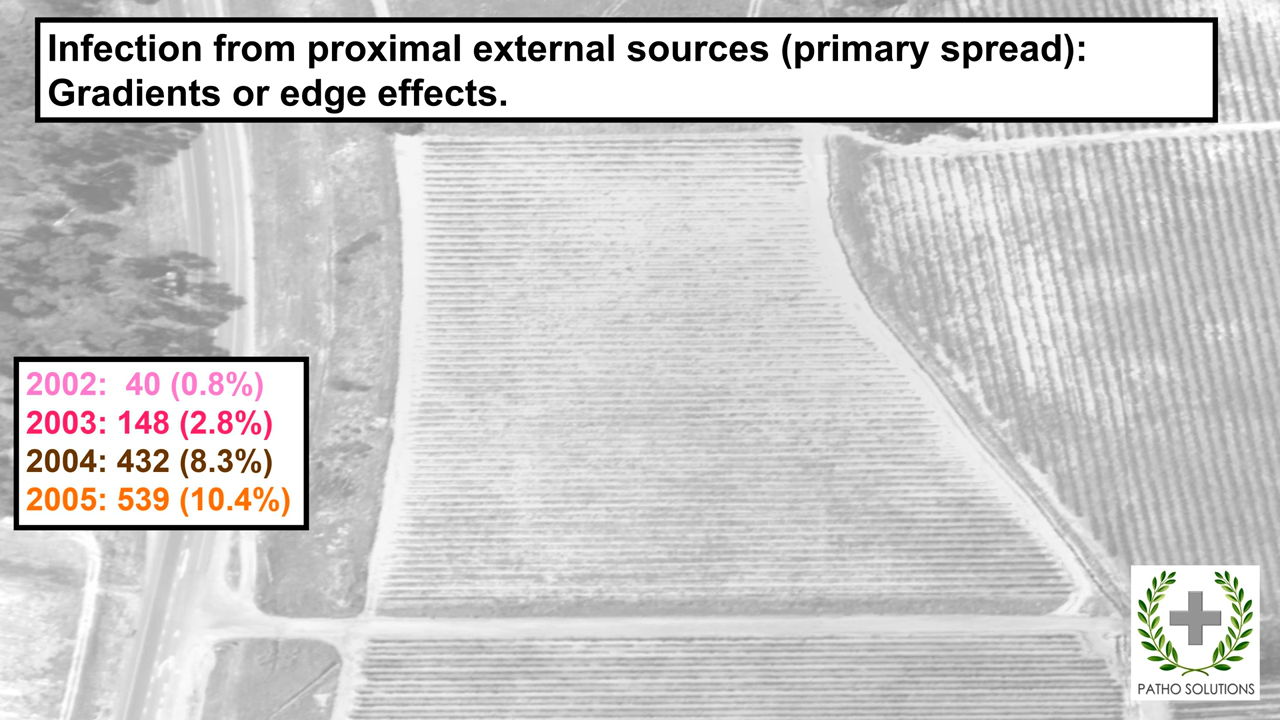 Infection from proximal external sources (primary spread):
Gradients or edge effects.
2002: 40 (0.8%)
2003: 148 (2.8%)
2004: 432 (8.3%)
2005: 539 (10.4%)
PATHO SOLUTIONS